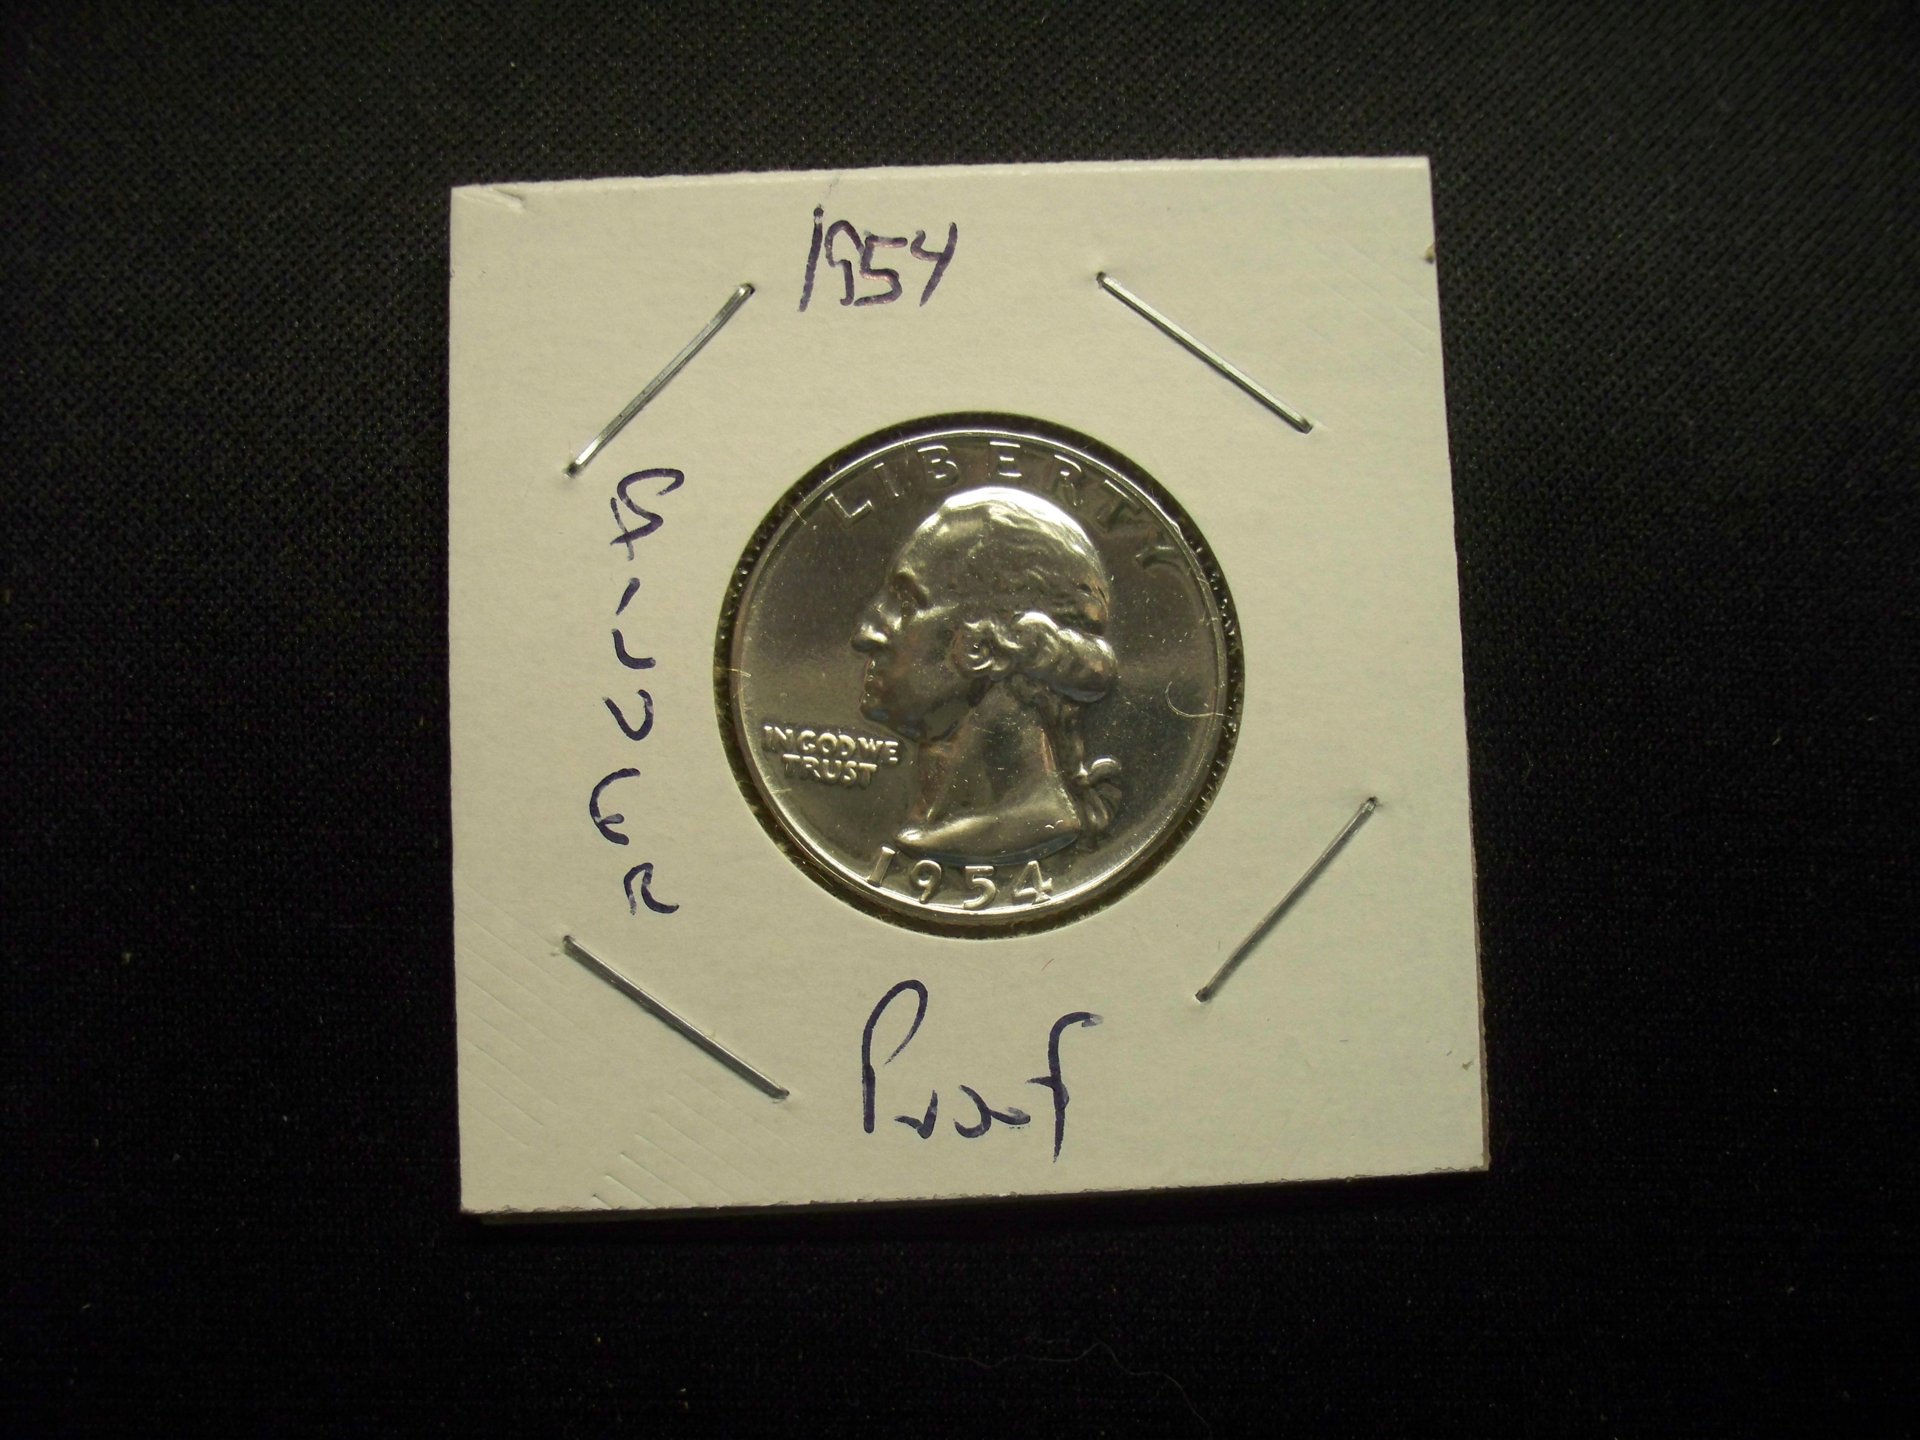 1954
SILVER
LIBERTY
IN GOD WE
TRUST
1954
Proof